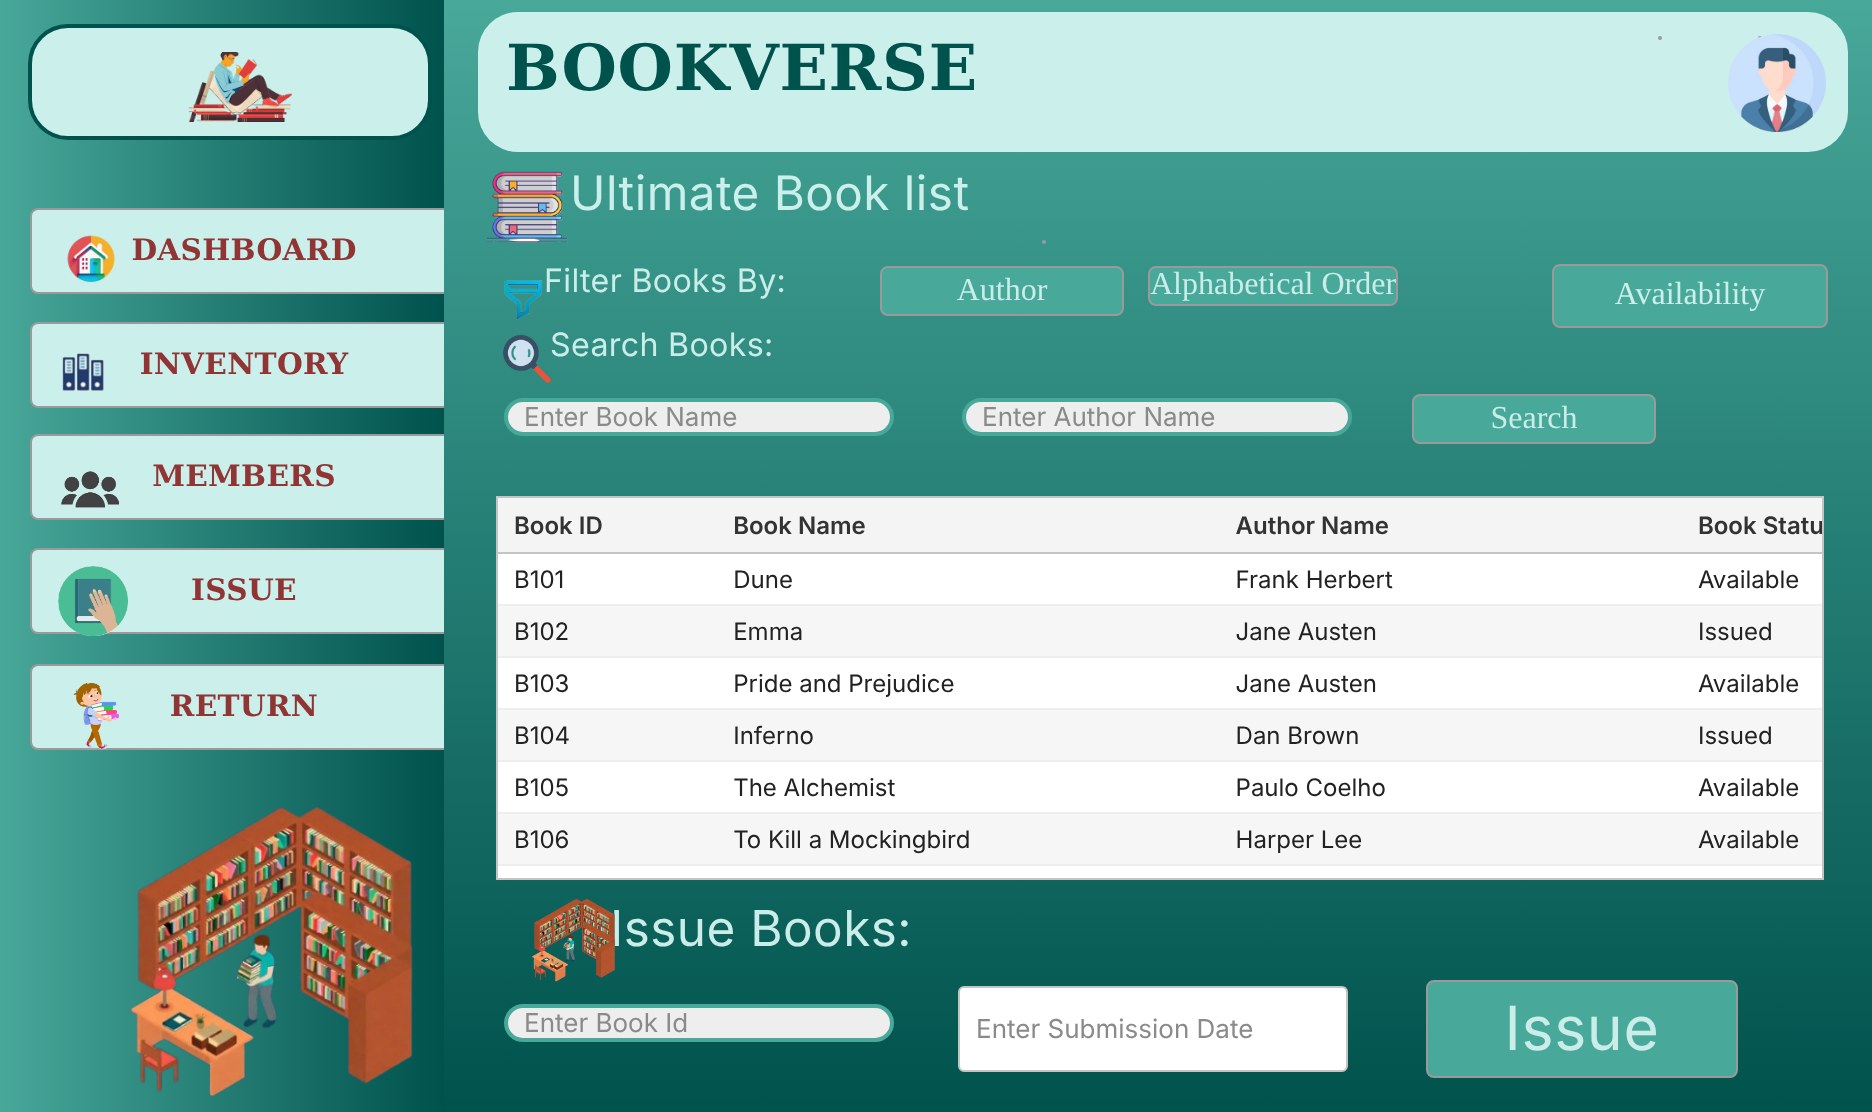 BOOKVERSE
DASHBOARD
INVENTORY
MEMBERS
ISSUE
RETURN
Ultimate Book list
Filter Books By:
Author
Alphabetical Order
Availability
Search Books:
Enter Book Name
Enter Author Name
Search
Book ID Book Name Author Name Book Statu
B101 Dune Frank Herbert Available
B102 Emma Jane Austen Issued
B103 Pride and Prejudice Jane Austen Available
B104 Inferno Dan Brown Issued
B105 The Alchemist Paulo Coelho Available
B106 To Kill a Mockingbird Harper Lee Available
Issue Books:
Enter Book Id
Enter Submission Date
Issue